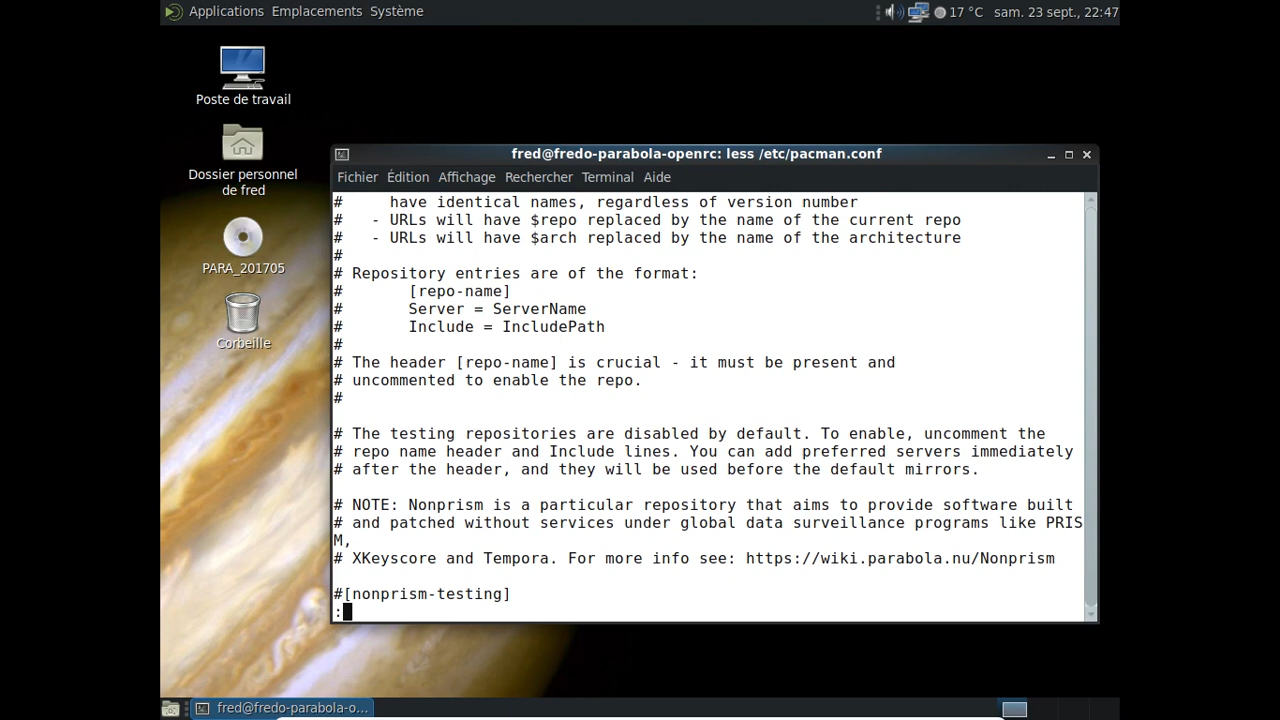 Applications Emplacements Système
17 °C sam. 23 sept., 22:47
Poste de travail
Dossier personnel
de fred
PARA_201705
Corbeille
fred@fredo-parabola-openrc: less /etc/pacman.conf
Fichier Édition Affichage Rechercher Terminal Aide
#     have identical names, regardless of version number
#   - URLs will have $repo replaced by the name of the current repo
#   - URLs will have $arch replaced by the name of the architecture
#
# Repository entries are of the format:
#       [repo-name]
#       Server = ServerName
#       Include = IncludePath
#
# The header [repo-name] is crucial - it must be present and
# uncommented to enable the repo.
#
# The testing repositories are disabled by default. To enable, uncomment the
# repo name header and Include lines. You can add preferred servers immediately
# after the header, and they will be used before the default mirrors.
# NOTE: Nonprism is a particular repository that aims to provide software built
# and patched without services under global data surveillance programs like PRIS
M,
# XKeyscore and Tempora. For more info see: https://wiki.parabola.nu/Nonprism
#[nonprism-testing]
:
fred@fredo-parabola-o...